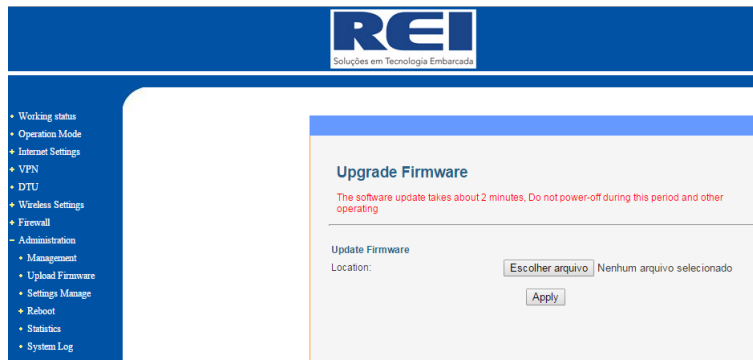 REI
Soluções em Tecnologia Embarcada
Working status
Operation Mode
Internet Settings
VPN
DTU
Wireless Settings
Firewall
Administration
Management
Upload Firmware
Settings Manage
Reboot
Statistics
System Log
Upgrade Firmware
The software update takes about 2 minutes, Do not power-off during this period and other
operating
Update Firmware
Location: Escolher arquivo Nenhum arquivo selecionado
Apply